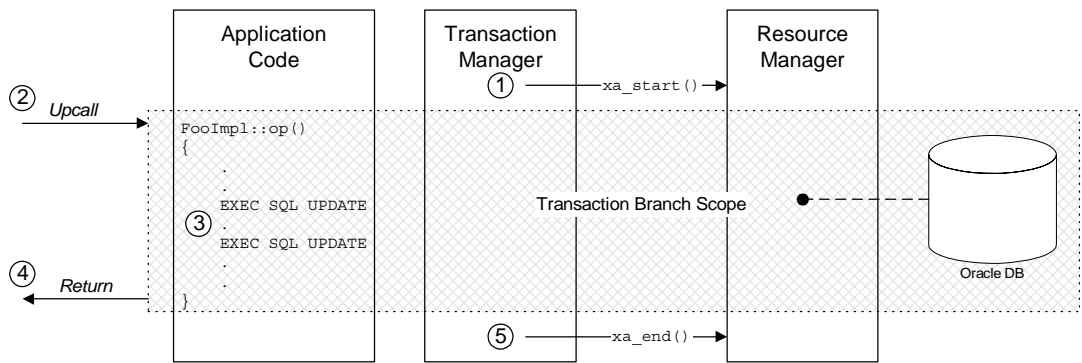 Application
Code
Transaction
Manager
Resource
Manager
1
xa_start()
2
Upcall
FooImpl::op()
{
.
.
EXEC SQL UPDATE
3
.
EXEC SQL UPDATE
.
.
}
Transaction Branch Scope
Oracle DB
4
Return
5
xa_end()